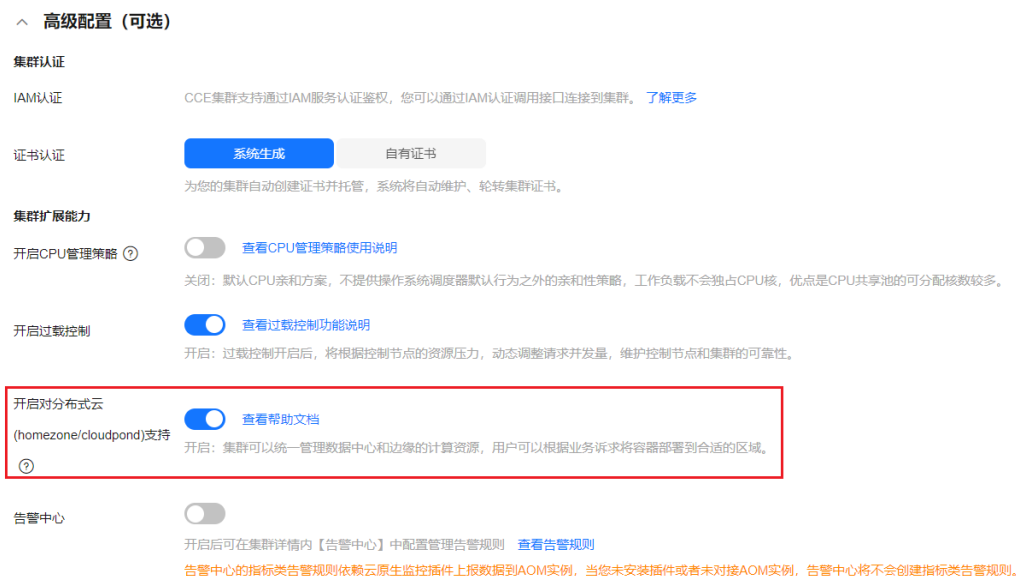 高级配置（可选）
集群认证
IAM认证
CCE集群支持通过IAM服务认证鉴权，您可以通过IAM认证调用接口连接到集群。 了解更多
证书认证
系统生成 自有证书
为您的集群自动创建证书并托管，系统将自动维护、轮转集群证书。
集群扩展能力
开启CPU管理策略 ? 查看CPU管理策略使用说明
关闭：默认CPU亲和方案，不提供操作系统调度器默认行为之外的亲和性策略，工作负载不会独占CPU核，优点是CPU共享池的可分配核数较多。
开启过载控制 查看过载控制功能说明
开启：过载控制开启后，将根据控制节点的资源压力，动态调整请求并发量，维护控制节点和集群的可靠性。
开启对分布式云
(homezone/cloudpond)支持
?
查看帮助文档
开启：集群可以统一管理数据中心和边缘的计算资源，用户可以根据业务诉求将容器部署到合适的区域。
告警中心
开启后可在集群详情内【告警中心】中配置管理告警规则 查看告警规则
告警中心的指标类告警规则依赖云原生监控插件上报数据到AOM实例，当您未安装插件或者未对接AOM实例，告警中心将不会创建指标类告警规则。